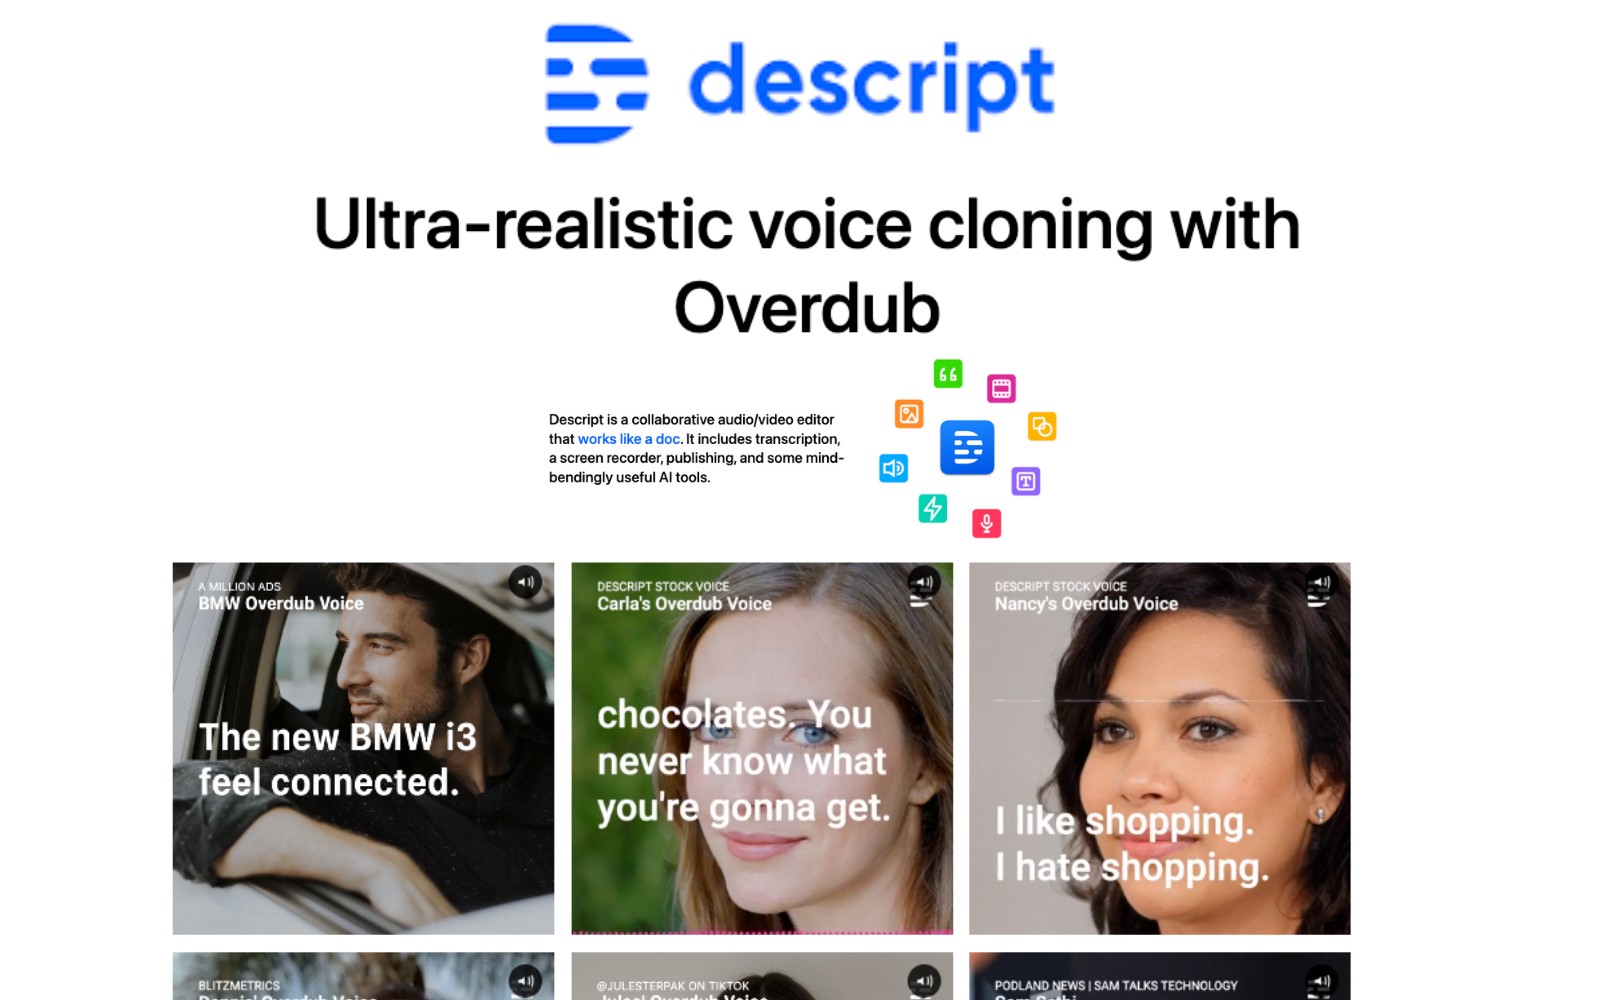 descript
Ultra-realistic voice cloning with
Overdub
Descript is a collaborative audio/video editor
that works like a doc. It includes transcription,
a screen recorder, publishing, and some mind-
bendingly useful AI tools.
A MILLION ADS
BMW Overdub Voice
The new BMW i3
feel connected.
DESCRIPT STOCK VOICE
Carla's Overdub Voice
chocolates. You
never know what
you're gonna get.
DESCRIPT STOCK VOICE
Nancy's Overdub Voice
I like shopping.
I hate shopping.
BLITZMETRICS
@JULESTERPAK ON TIKTOK
PODLAND NEWS | SAM TALKS TECHNOLOGY